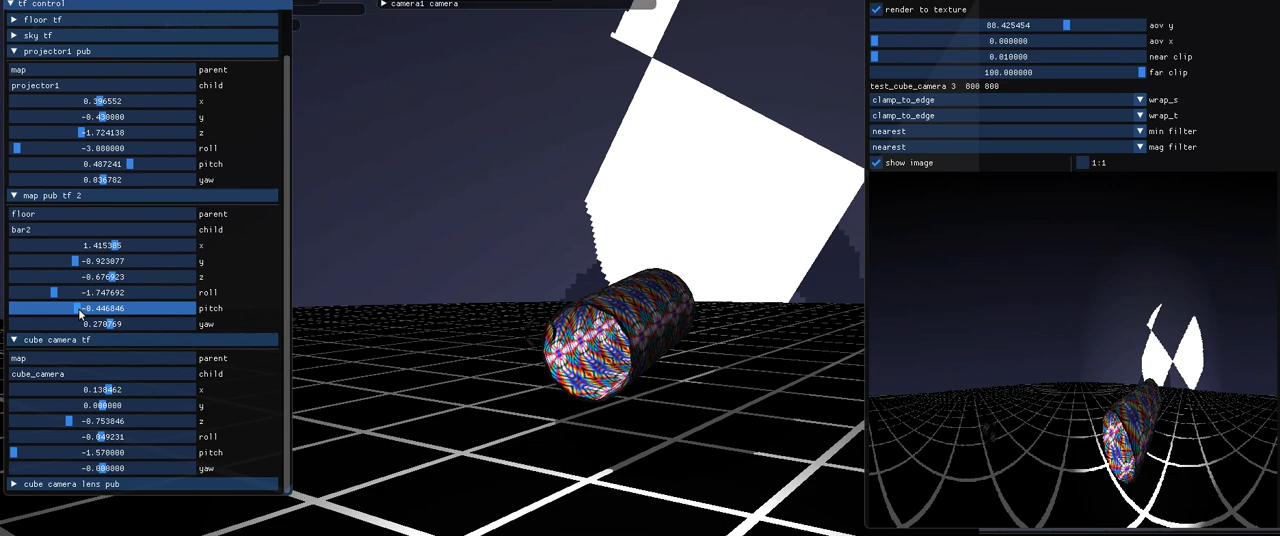 tf control
floor tf
sky tf
projector1 pub
map parent
projector1 child
0.396552 x
-0.430000 y
-1.724138 z
-3.080000 roll
0.487241 pitch
0.036782 yaw
map pub tf 2
floor parent
bar2 child
1.415385 x
-0.923077 y
-0.676923 z
-1.747692 roll
-0.446846 pitch
0.270769 yaw
cube camera tf
map parent
cube_camera child
0.138462 x
0.000000 y
-0.753846 z
-0.049231 roll
-1.570000 pitch
-0.000000 yaw
cube camera lens pub
camera1 camera
render to texture
80.425454 aov y
0.000000 aov x
0.010000 near clip
100.000000 far clip
test_cube_camera 3 800 800
clamp_to_edge wrap_s
clamp_to_edge wrap_t
nearest min filter
nearest mag filter
show image 1:1